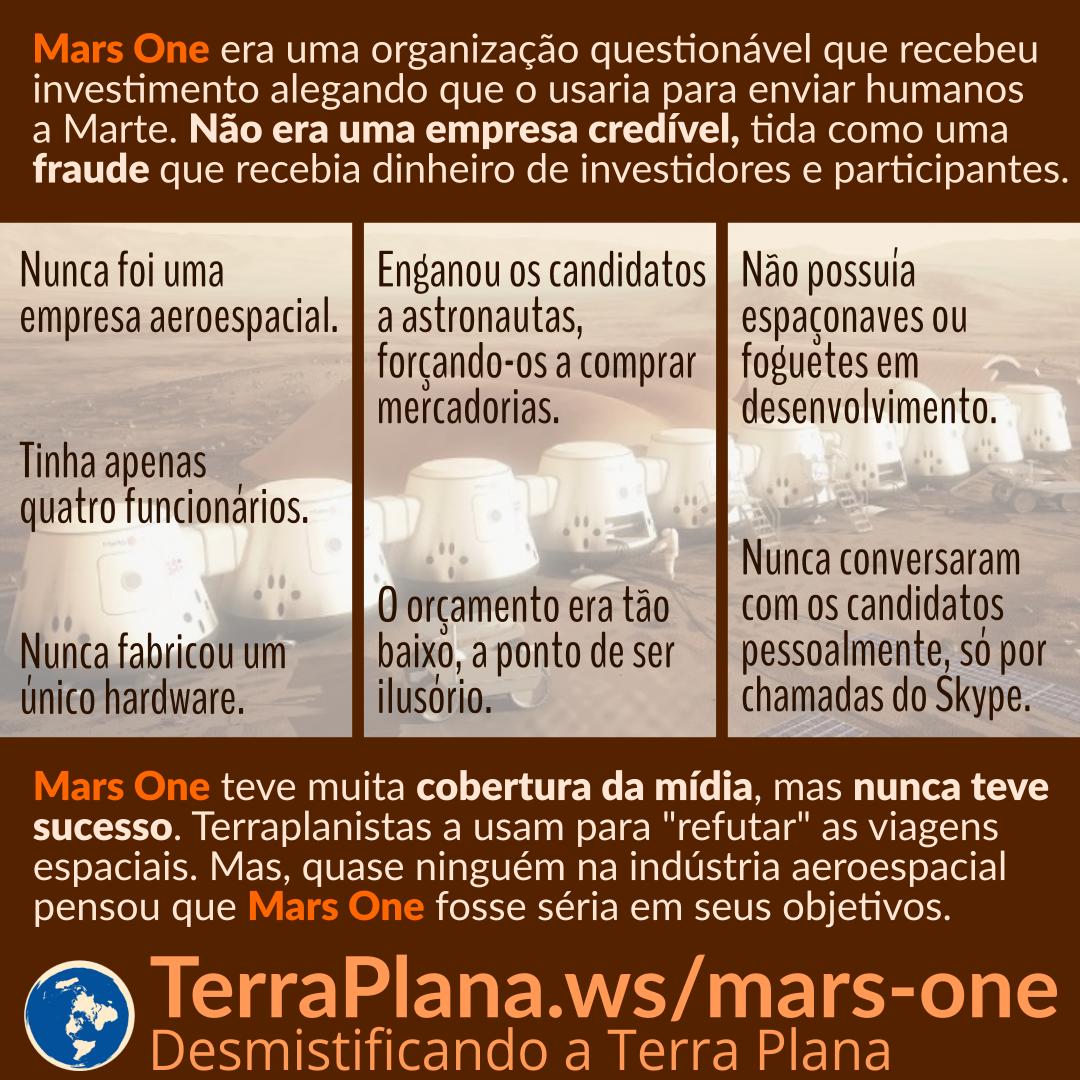 Mars One era uma organização questionável que recebeu
investimento alegando que o usaria para enviar humanos
a Marte. Não era uma empresa credível, tida como uma
fraude que recebia dinheiro de investidores e participantes.
Nunca foi uma
empresa aeroespacial.
Tinha apenas
quatro funcionários.
Nunca fabricou um
único hardware.
Enganou os candidatos
a astronautas,
forçando-os a comprar
mercadorias.
O orçamento era tão
baixo, a ponto de ser
ilusório.
Não possuía
espaçonaves ou
foguetes em
desenvolvimento.
Nunca conversaram
com os candidatos
pessoalmente, só por
chamadas do Skype.
Mars One teve muita cobertura da mídia, mas nunca teve
sucesso. Terraplanistas a usam para "refutar" as viagens
espaciais. Mas, quase ninguém na indústria aeroespacial
pensou que Mars One fosse séria em seus objetivos.
TerraPlana.ws/mars-one
Desmistificando a Terra Plana